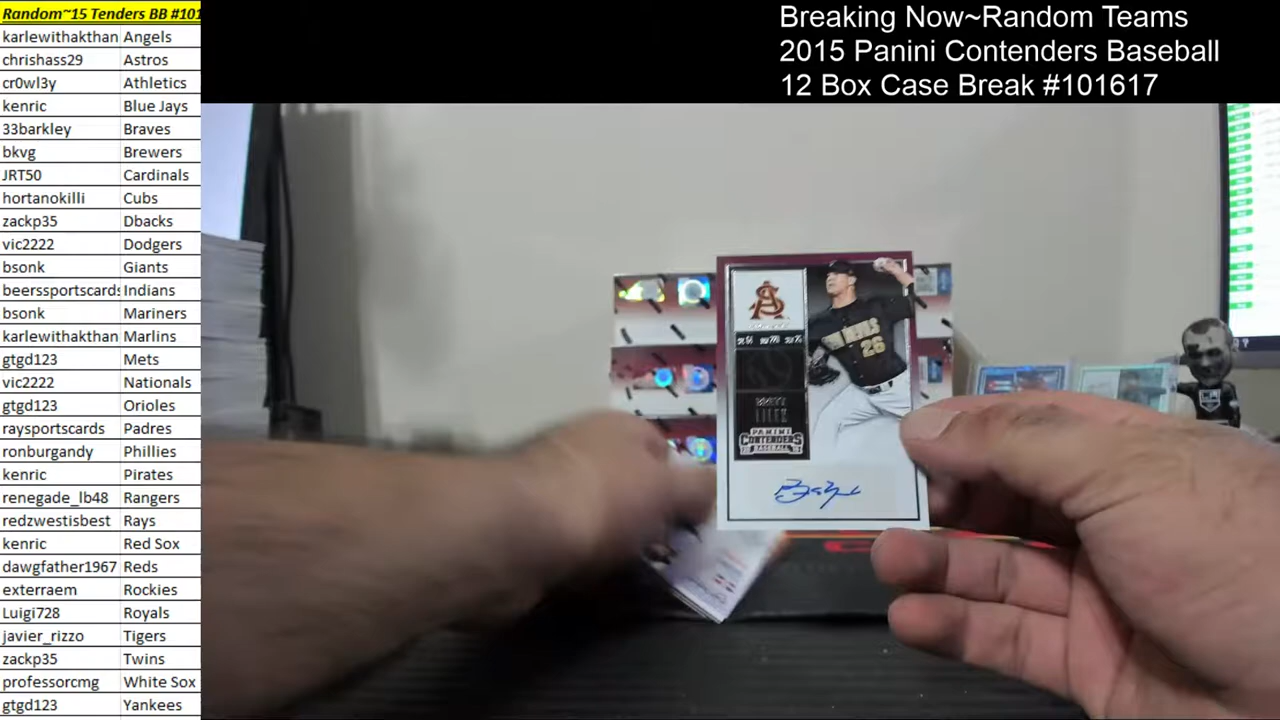 Random~15 Tenders BB #101
karlewithakthan Angels
chrishass29 Astros
cr0wl3y Athletics
kenric Blue Jays
33barkley Braves
bkvg Brewers
JRT50 Cardinals
hortanokilli Cubs
zackp35 Dbacks
vic2222 Dodgers
bsonk Giants
beerssportscards Indians
bsonk Mariners
karlewithakthan Marlins
gtgd123 Mets
vic2222 Nationals
gtgd123 Orioles
raysportscards Padres
ronburgandy Phillies
kenric Pirates
renegade_lb48 Rangers
redzwestisbest Rays
kenric Red Sox
dawgfather1967 Reds
exterraem Rockies
Luigi728 Royals
javier_rizzo Tigers
zackp35 Twins
professorcmg White Sox
gtgd123 Yankees
Breaking Now~Random Teams
2015 Panini Contenders Baseball
12 Box Case Break #101617
26
BRETT
LILEK
PANINI
CONTENDERS
BASEBALL